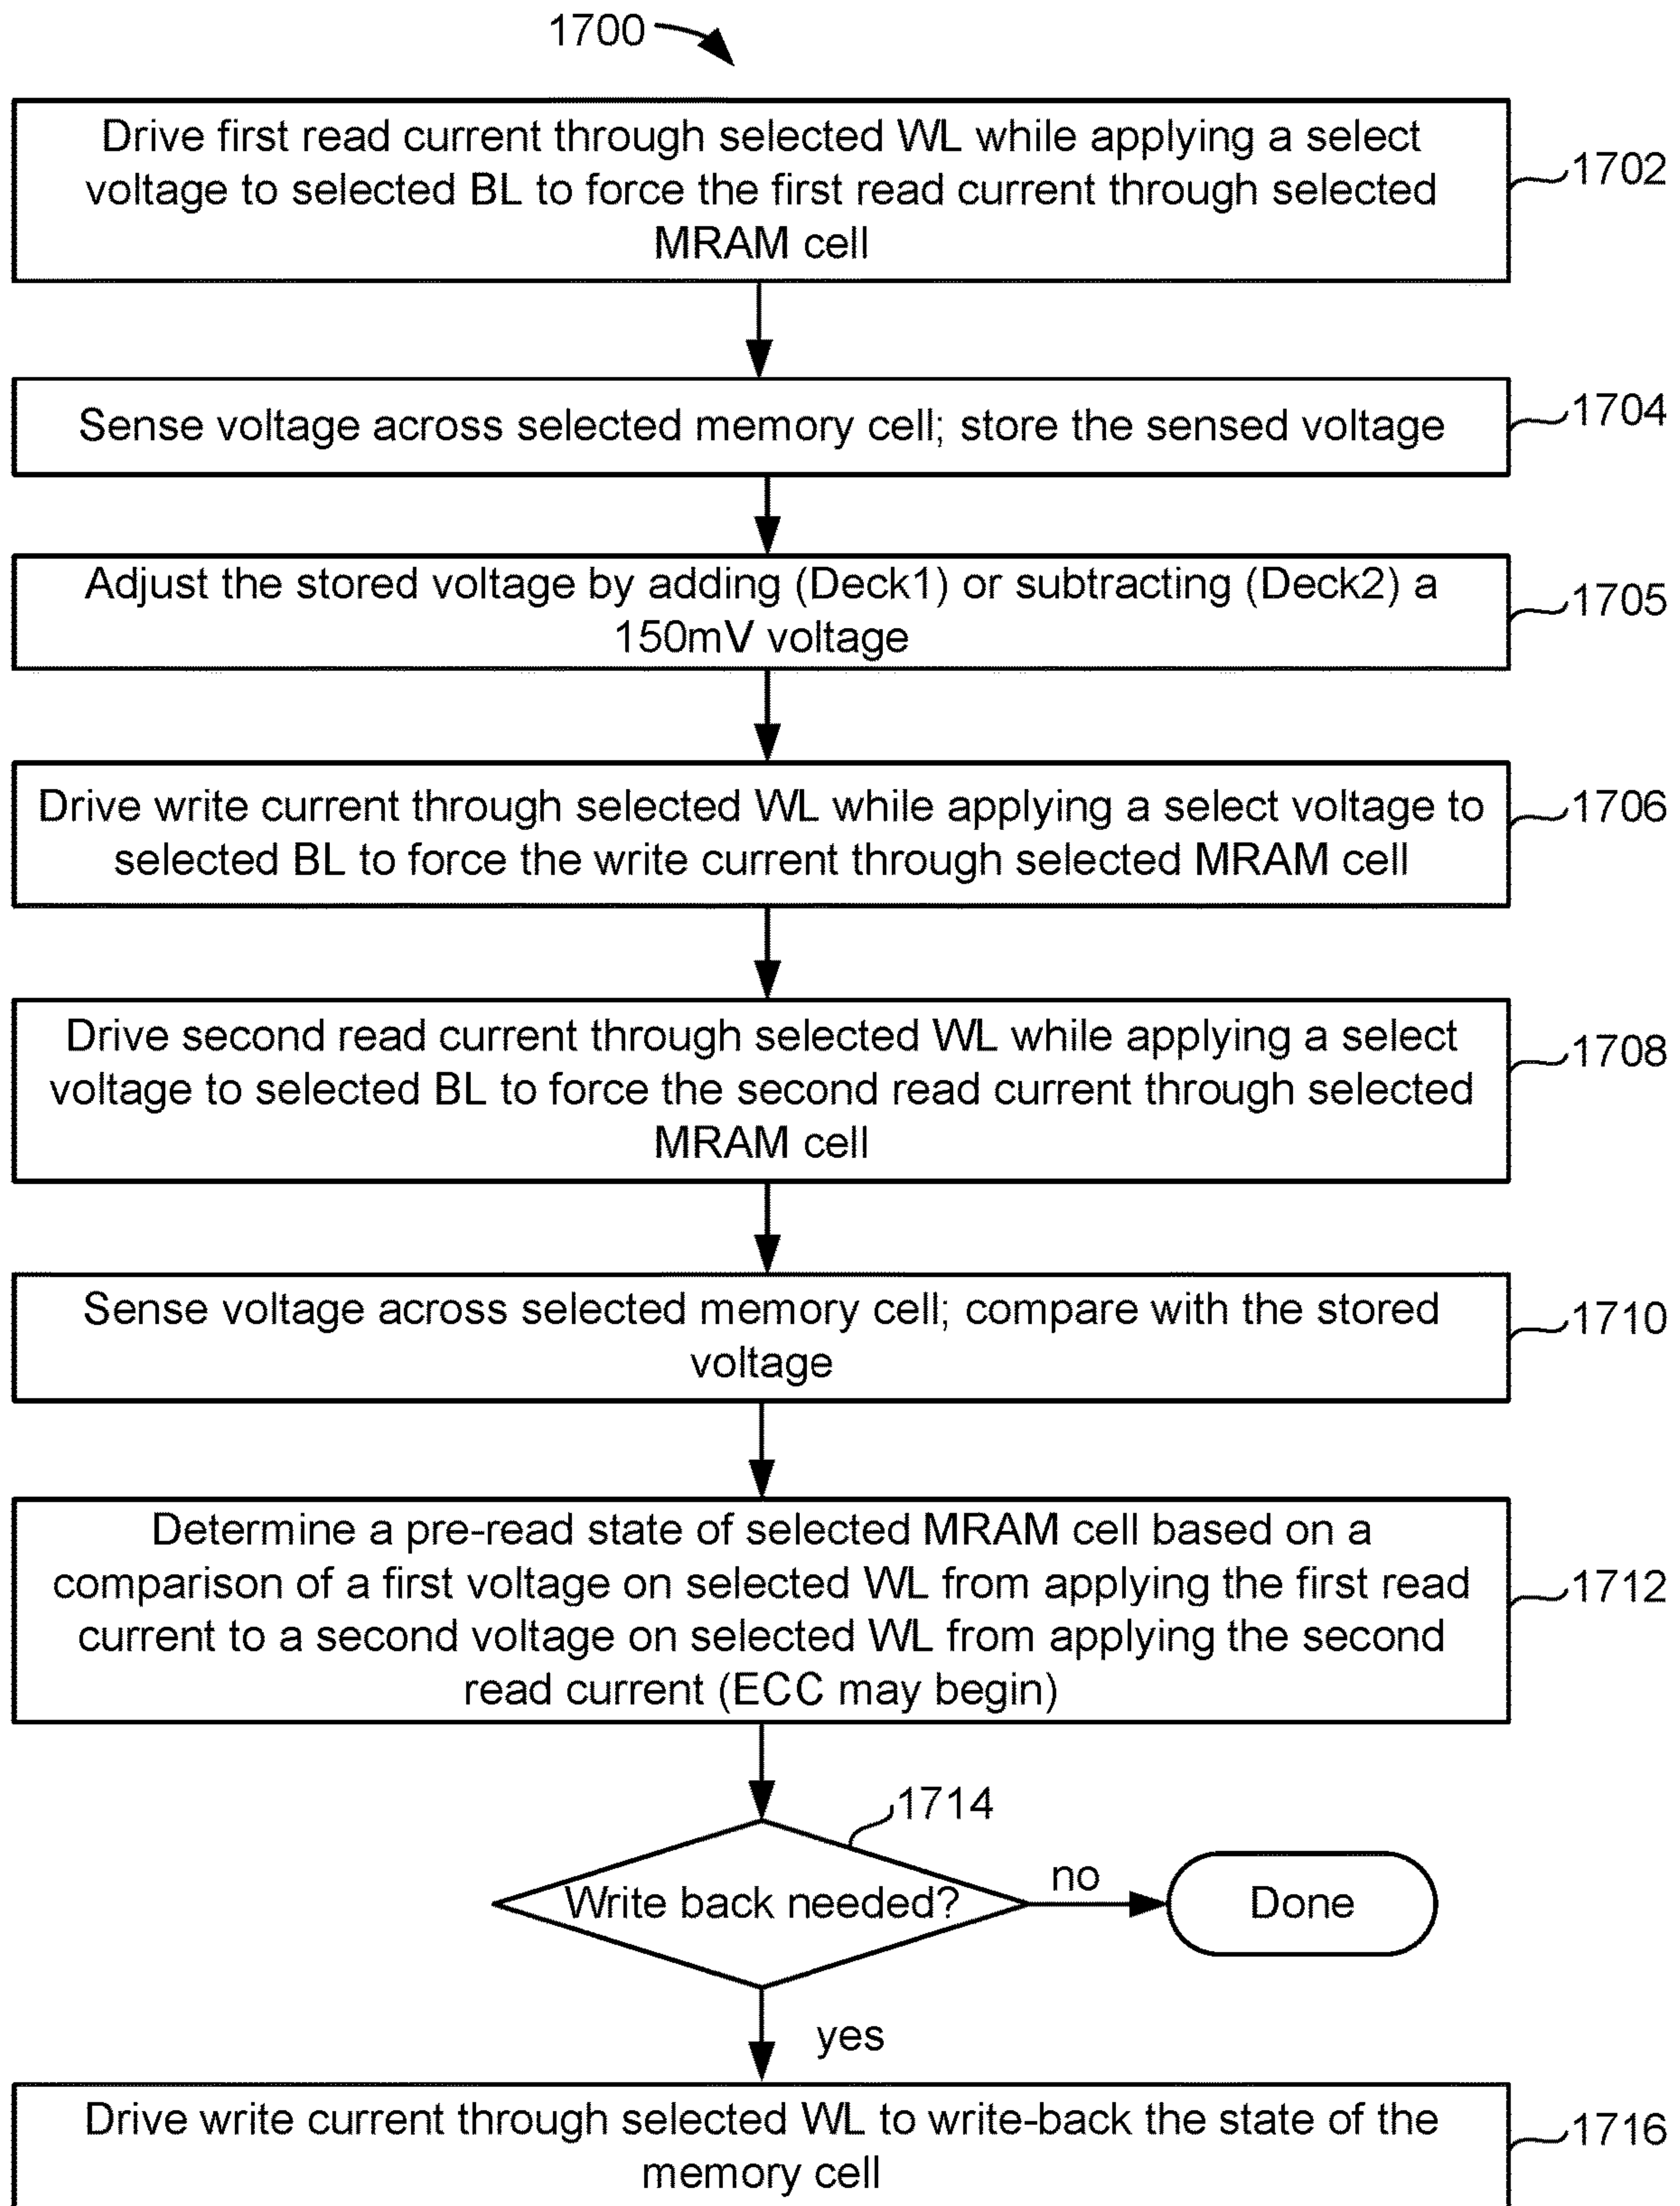 1700
Drive first read current through selected WL while applying a select
voltage to selected BL to force the first read current through selected
MRAM cell
1702
Sense voltage across selected memory cell; store the sensed voltage
1704
Adjust the stored voltage by adding (Deck1) or subtracting (Deck2) a
150mV voltage
1705
Drive write current through selected WL while applying a select voltage to
selected BL to force the write current through selected MRAM cell
1706
Drive second read current through selected WL while applying a select
voltage to selected BL to force the second read current through selected
MRAM cell
1708
Sense voltage across selected memory cell; compare with the stored
voltage
1710
Determine a pre-read state of selected MRAM cell based on a
comparison of a first voltage on selected WL from applying the first read
current to a second voltage on selected WL from applying the second
read current (ECC may begin)
1712
1714
Write back needed?
no
Done
yes
Drive write current through selected WL to write-back the state of the
memory cell
1716